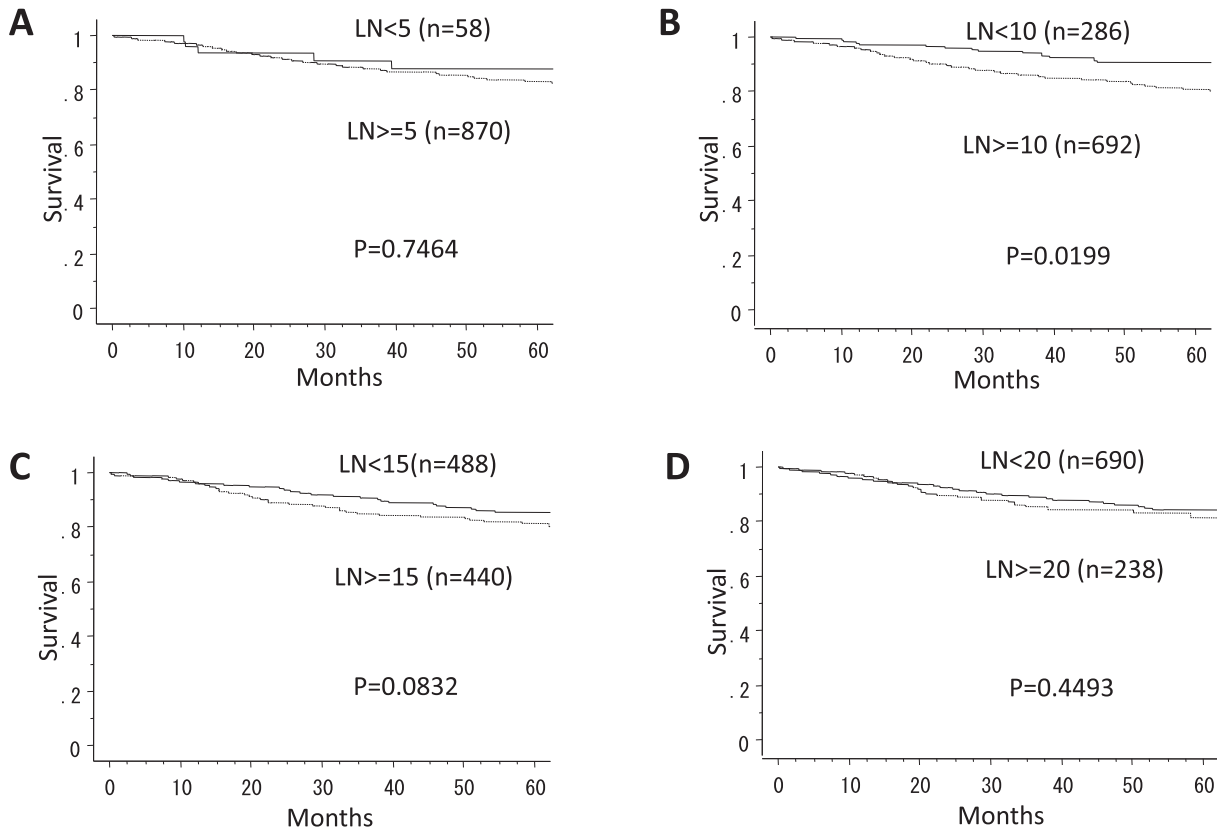 A
LN<5 (n=58)
1
.8
LN>=5 (n=870)
.6
Survival
.4
P=0.7464
.2
0
0 10 20 30 40 50 60
Months
B
LN<10 (n=286)
1
.8
LN>=10 (n=692)
.6
Survival
.4
P=0.0199
.2
0
0 10 20 30 40 50 60
Months
C
LN<15(n=488)
1
.8
LN>=15 (n=440)
.6
Survival
.4
P=0.0832
.2
0
0 10 20 30 40 50 60
Months
D
LN<20 (n=690)
1
.8
LN>=20 (n=238)
.6
Survival
.4
P=0.4493
.2
0
0 10 20 30 40 50 60
Months